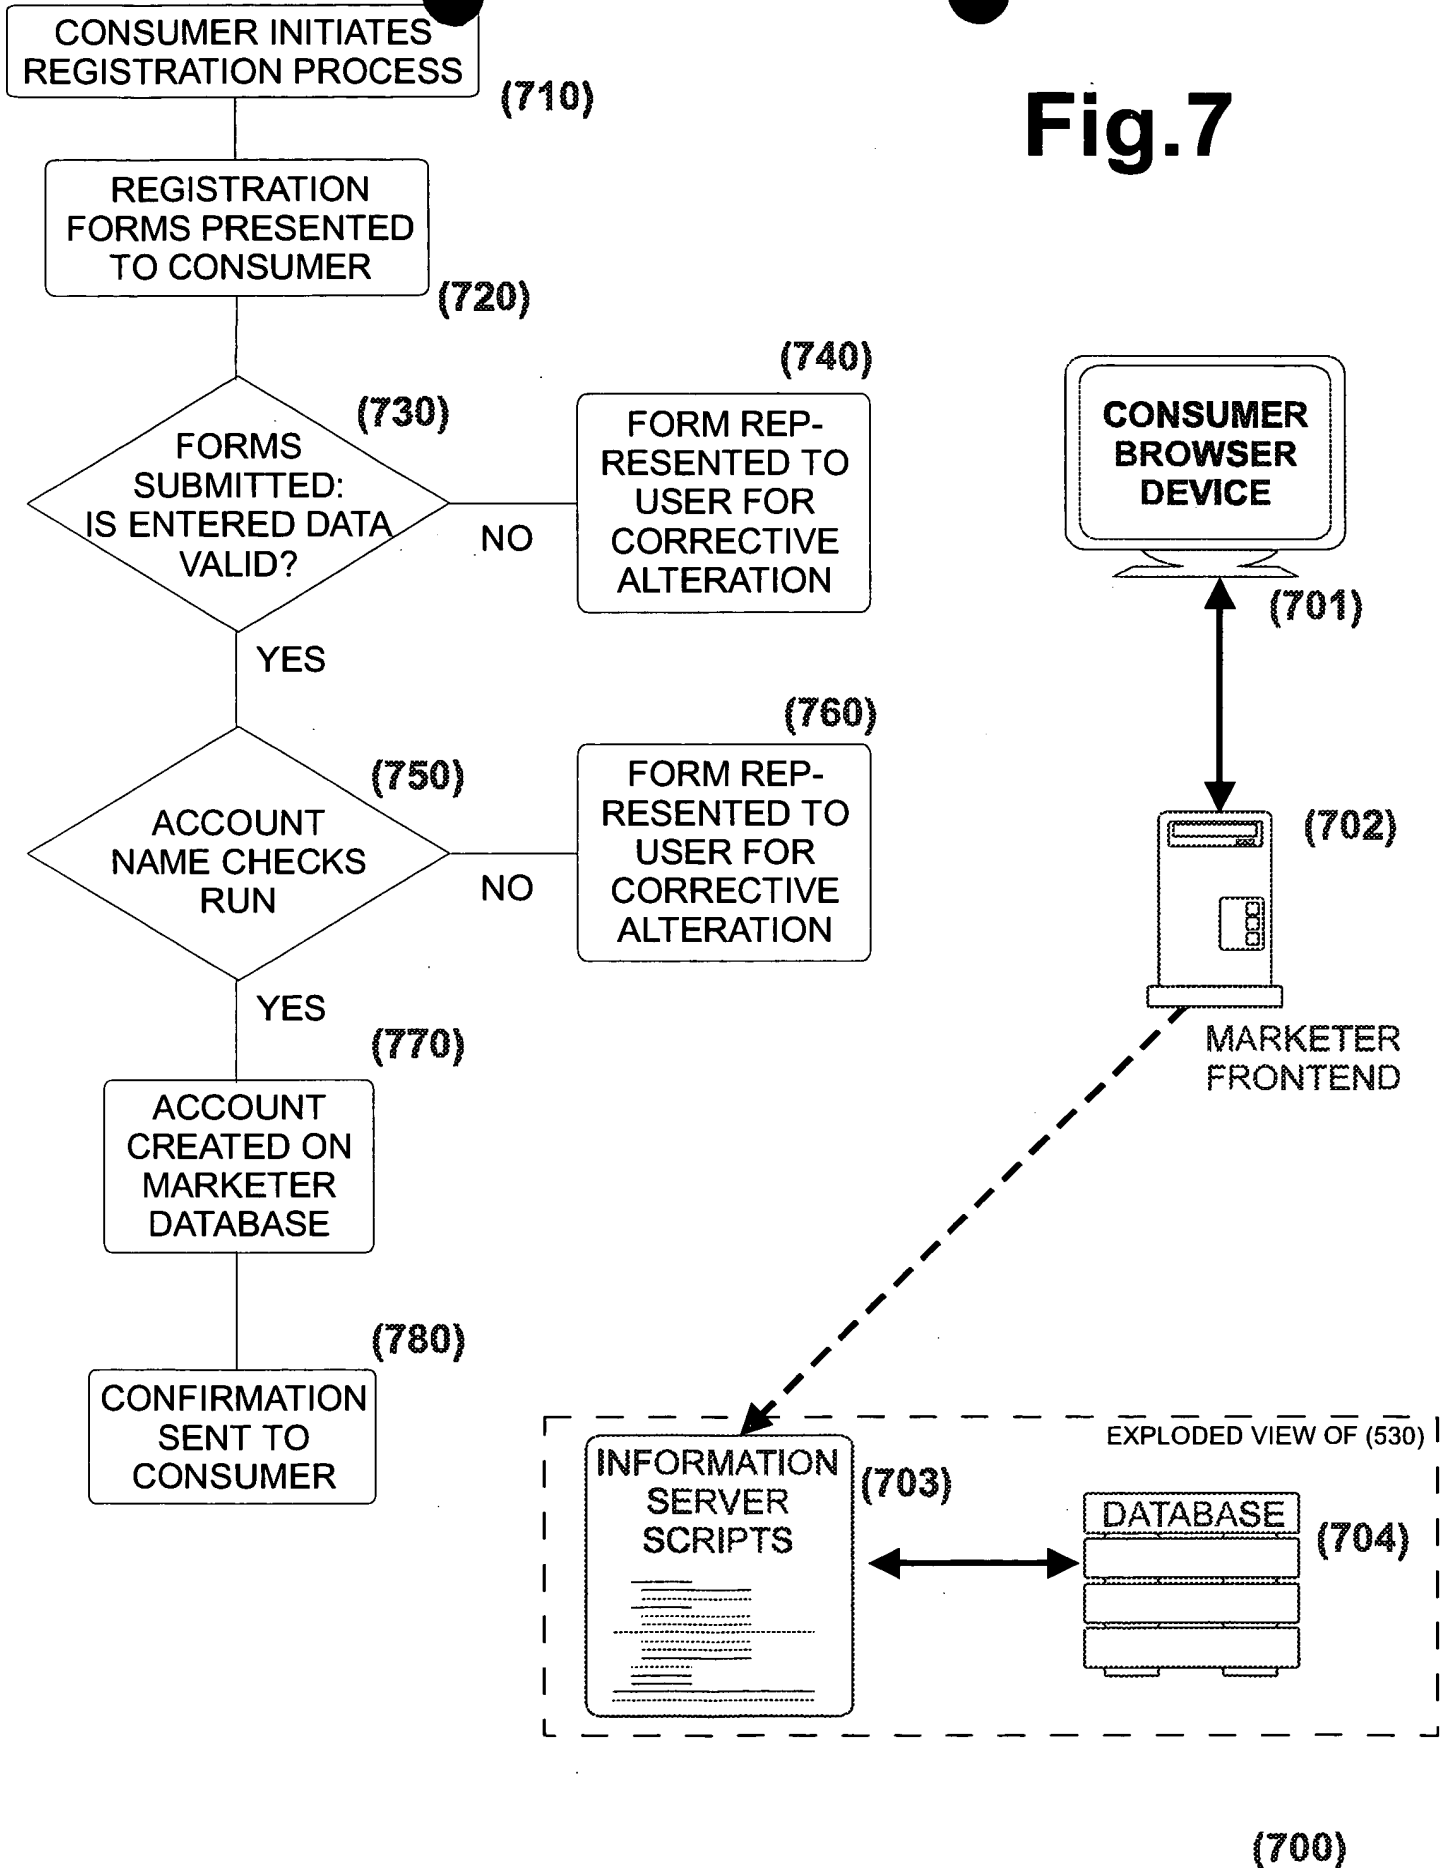 CONSUMER INITIATES
REGISTRATION PROCESS
(710)
Fig.7
REGISTRATION
FORMS PRESENTED
TO CONSUMER
(720)
(730)
FORMS
SUBMITTED:
IS ENTERED DATA
VALID?
NO
YES
(740)
FORM REP-
RESENTED TO
USER FOR
CORRECTIVE
ALTERATION
(750)
ACCOUNT
NAME CHECKS
RUN
NO
YES
(760)
FORM REP-
RESENTED TO
USER FOR
CORRECTIVE
ALTERATION
(770)
ACCOUNT
CREATED ON
MARKETER
DATABASE
(780)
CONFIRMATION
SENT TO
CONSUMER
CONSUMER
BROWSER
DEVICE
(701)
(702)
MARKETER
FRONTEND
EXPLODED VIEW OF (530)
INFORMATION
SERVER
SCRIPTS
(703)
DATABASE
(704)
(700)